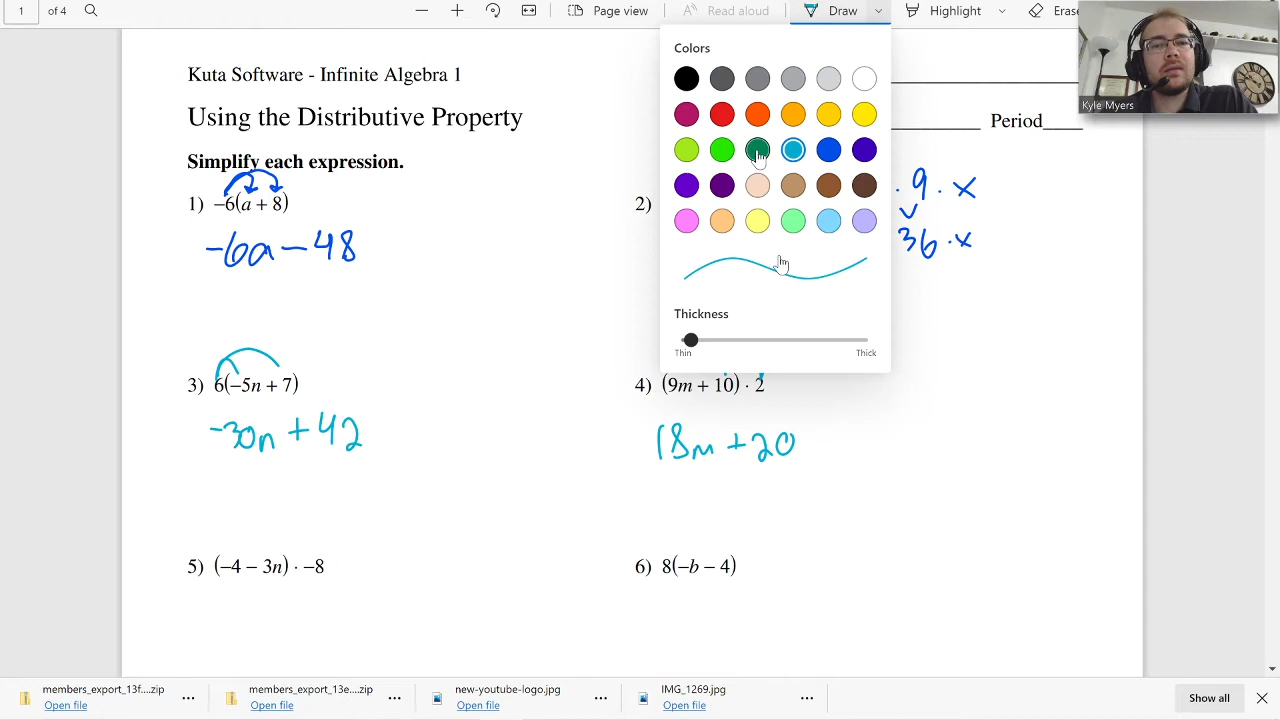 1 of 4 Page view Read aloud Draw Highlight Erase
Colors
Kuta Software - Infinite Algebra 1
Using the Distributive Property
Period____
Simplify each expression.
Kyle Myers
1) −6(a + 8)
-6a - 48
2)
· 9 · x
36 · x
Thickness
Thin Thick
3) 6(−5n + 7)
-30n + 42
4) (9m + 10) · 2
18m + 20
5) (−4 − 3n) · −8
6) 8(−b − 4)
members_export_13f....zip
Open file
members_export_13e....zip
Open file
new-youtube-logo.jpg
Open file
IMG_1269.jpg
Open file
Show all